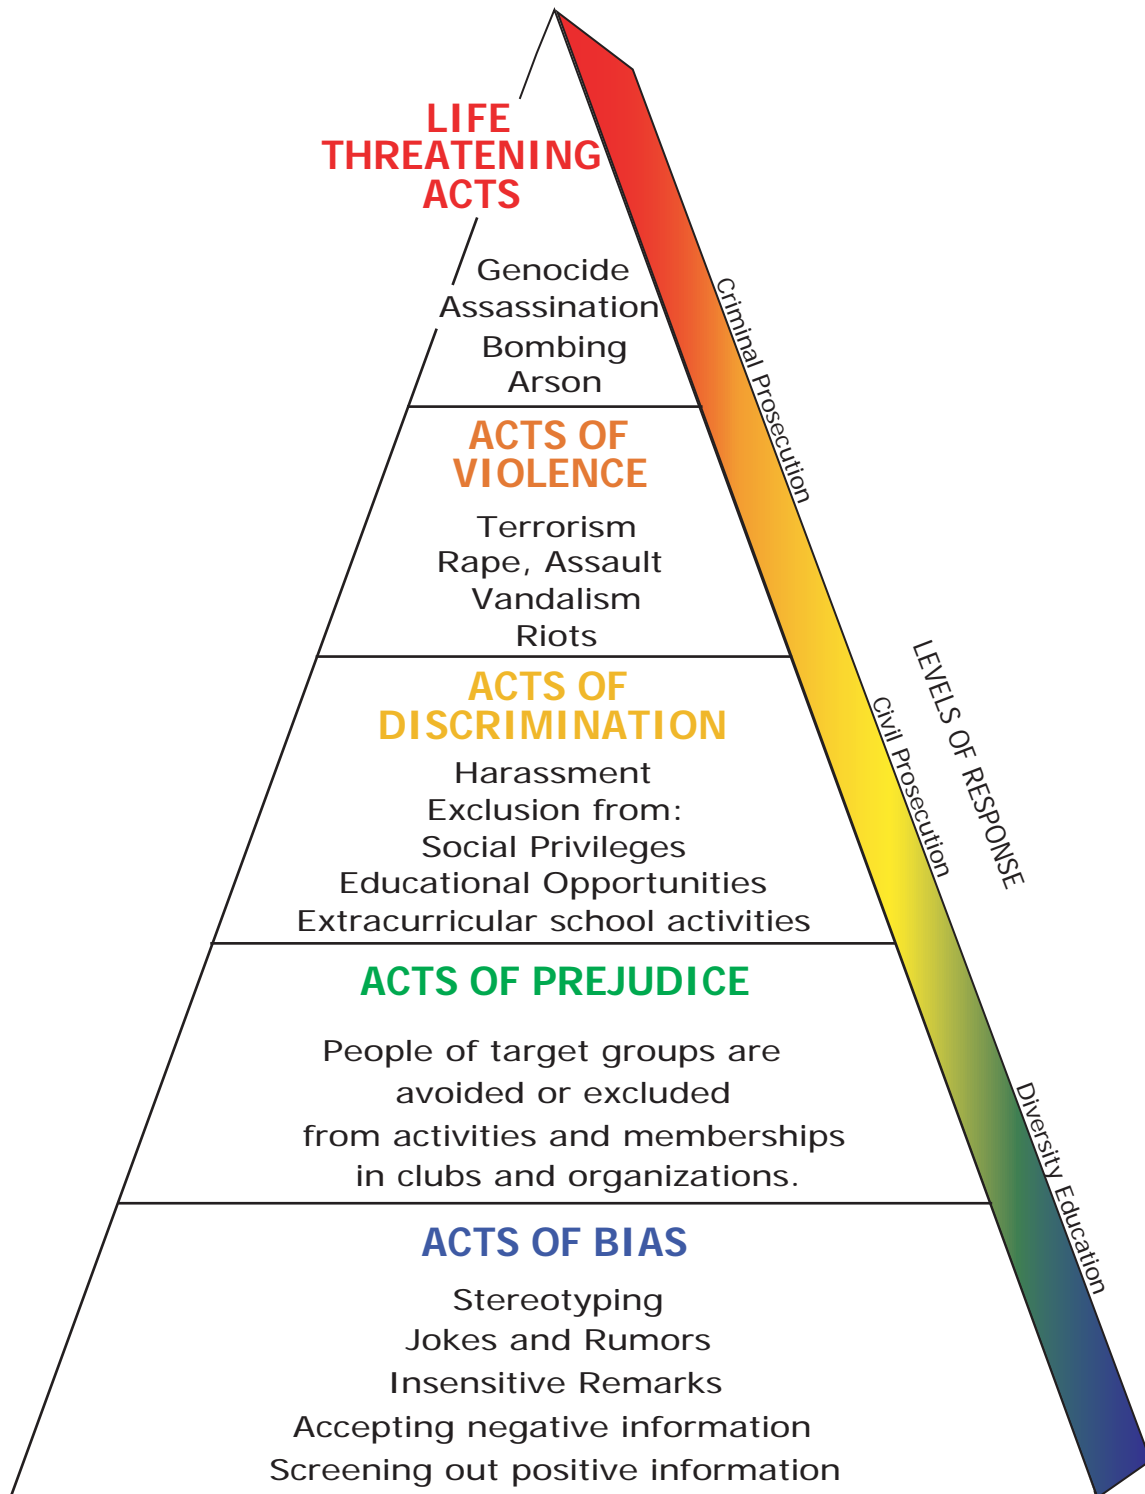 LIFE
THREATENING
ACTS
Genocide
Assassination
Bombing
Arson
ACTS OF
VIOLENCE
Terrorism
Rape, Assault
Vandalism
Riots
ACTS OF
DISCRIMINATION
Harassment
Exclusion from:
Social Privileges
Educational Opportunities
Extracurricular school activities
ACTS OF PREJUDICE
People of target groups are
avoided or excluded
from activities and memberships
in clubs and organizations.
ACTS OF BIAS
Stereotyping
Jokes and Rumors
Insensitive Remarks
Accepting negative information
Screening out positive information
Criminal Prosecution
Civil Prosecution
Diversity Education
LEVELS OF RESPONSE